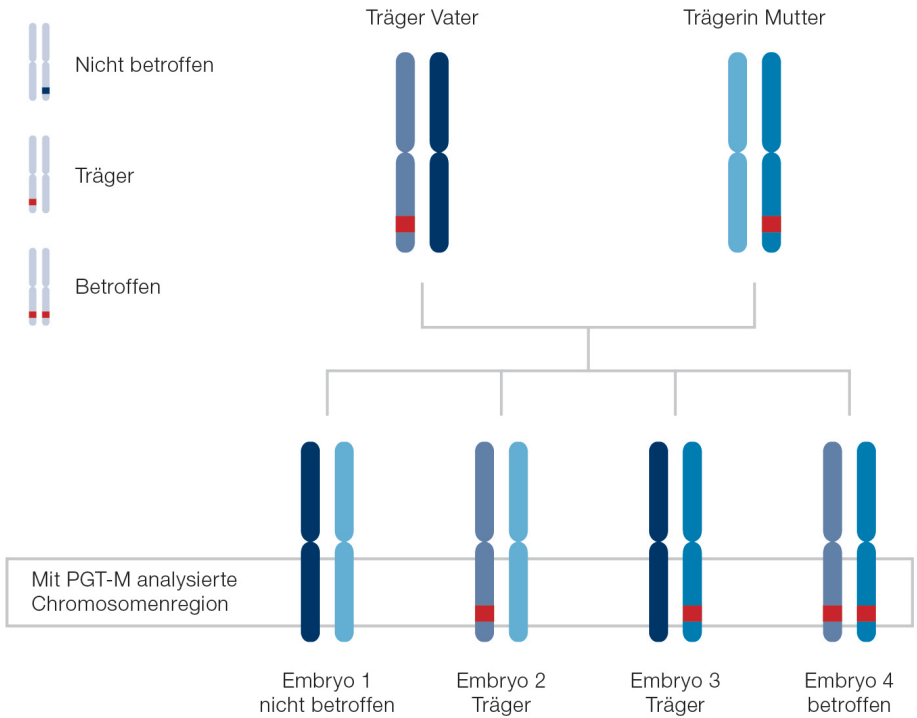 Träger Vater
Trägerin Mutter
Nicht betroffen
Träger
Betroffen
Mit PGT-M analysierte
Chromosomenregion
Embryo 1
nicht betroffen
Embryo 2
Träger
Embryo 3
Träger
Embryo 4
betroffen